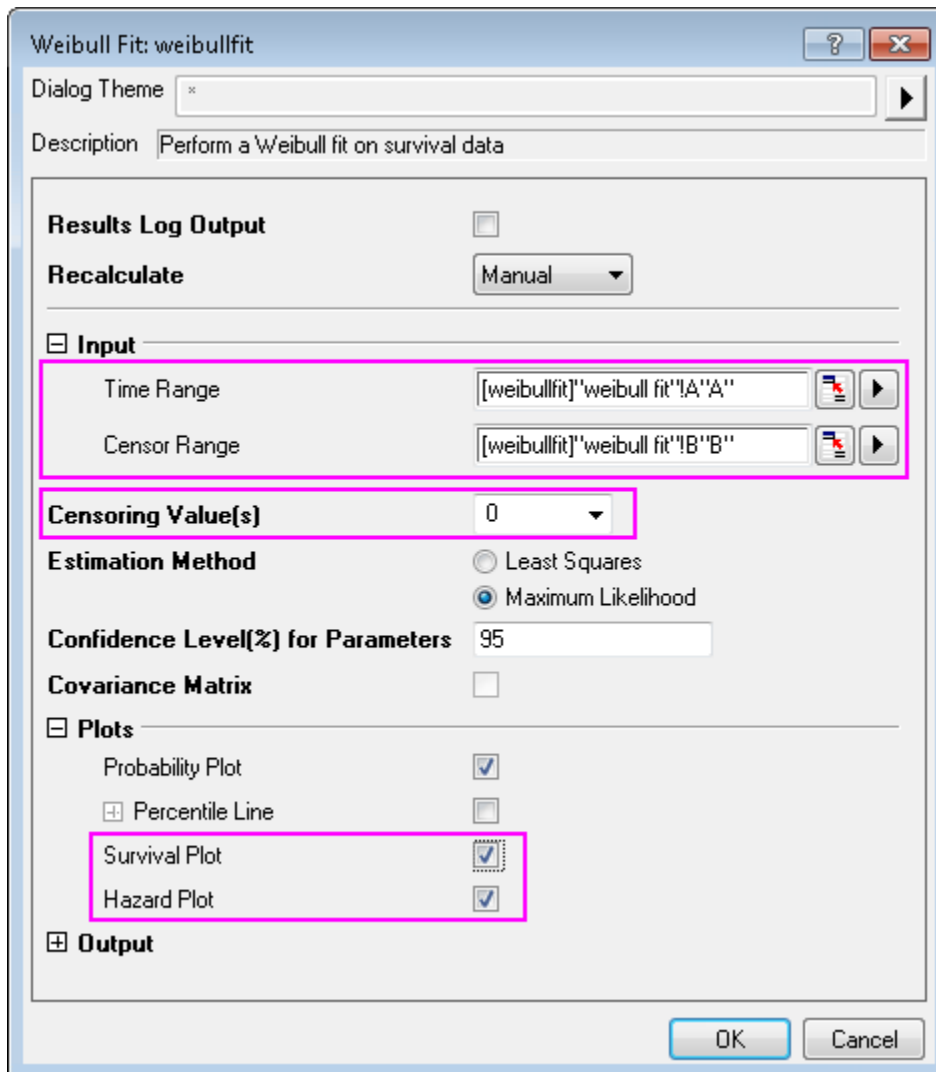 Weibull Fit: weibullfit
Dialog Theme *
Description Perform a Weibull fit on survival data
Results Log Output
Recalculate Manual
Input
Time Range [weibullfit]"weibull fit"!A"A"
Censor Range [weibullfit]"weibull fit"!B"B"
Censoring Value(s) 0
Estimation Method Least Squares
Maximum Likelihood
Confidence Level(%) for Parameters 95
Covariance Matrix
Plots
Probability Plot
Percentile Line
Survival Plot
Hazard Plot
Output
OK Cancel